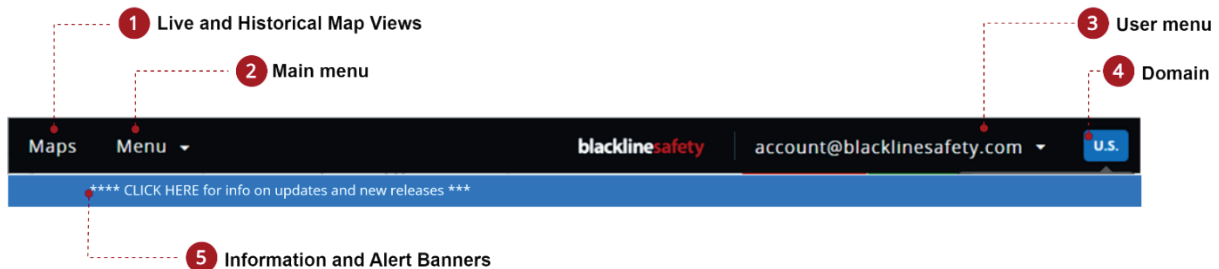 1 Live and Historical Map Views
3 User menu
2 Main menu
4 Domain
Maps Menu blacklinesafety account@blacklinesafety.com U.S.
**** CLICK HERE for info on updates and new releases ***
5 Information and Alert Banners